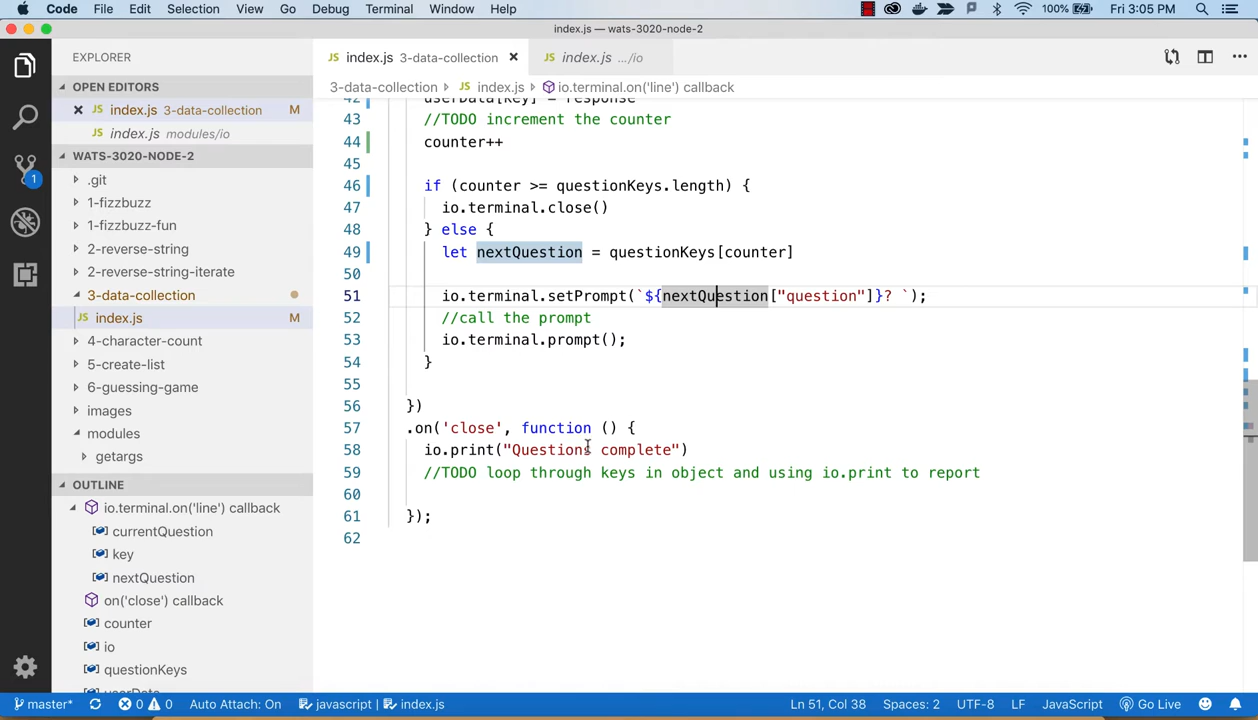 Code File Edit Selection View Go Debug Terminal Window Help 100% Fri 3:05 PM
index.js — wats-3020-node-2
EXPLORER
index.js 3-data-collection
index.js .../io
OPEN EDITORS
index.js 3-data-collection M
index.js modules/io
WATS-3020-NODE-2
.git
1-fizzbuzz
1-fizzbuzz-fun
2-reverse-string
2-reverse-string-iterate
3-data-collection
index.js M
4-character-count
5-create-list
6-guessing-game
images
modules
getargs
OUTLINE
io.terminal.on('line') callback
currentQuestion
key
nextQuestion
on('close') callback
counter
io
questionKeys
3-data-collection index.js io.terminal.on('line') callback
42 userData[key] = response
43 //TODO increment the counter
44 counter++
45
46 if (counter >= questionKeys.length) {
47 io.terminal.close()
48 } else {
49 let nextQuestion = questionKeys[counter]
50
51 io.terminal.setPrompt(`${nextQuestion["question"]}? `);
52 //call the prompt
53 io.terminal.prompt();
54 }
55
56 })
57 .on('close', function () {
58 io.print("Questions complete")
59 //TODO loop through keys in object and using io.print to report
60
61 });
62
1
master* 0 0 Auto Attach: On javascript index.js Ln 51, Col 38 Spaces: 2 UTF-8 LF JavaScript Go Live